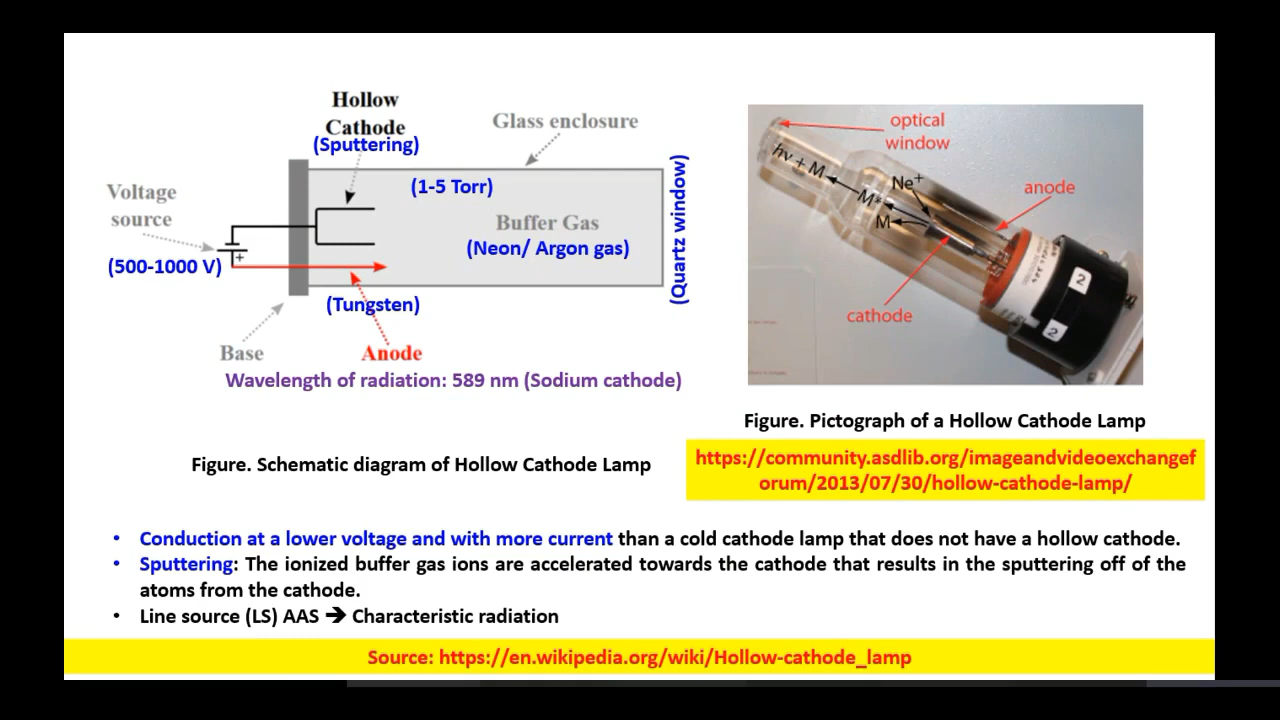 Hollow
Cathode
(Sputtering)
Glass enclosure
Voltage
source
(500-1000 V)
+
(1-5 Torr)
Buffer Gas
(Neon/ Argon gas)
(Quartz window)
(Tungsten)
Base
Anode
Wavelength of radiation: 589 nm (Sodium cathode)
Figure. Schematic diagram of Hollow Cathode Lamp
optical
window
hν + M
M*
Ne+
M
anode
cathode
2
2
Figure. Pictograph of a Hollow Cathode Lamp
https://community.asdlib.org/imageandvideoexchangef
orum/2013/07/30/hollow-cathode-lamp/
• Conduction at a lower voltage and with more current than a cold cathode lamp that does not have a hollow cathode.
• Sputtering: The ionized buffer gas ions are accelerated towards the cathode that results in the sputtering off of the
atoms from the cathode.
• Line source (LS) AAS ➔ Characteristic radiation
Source: https://en.wikipedia.org/wiki/Hollow-cathode_lamp